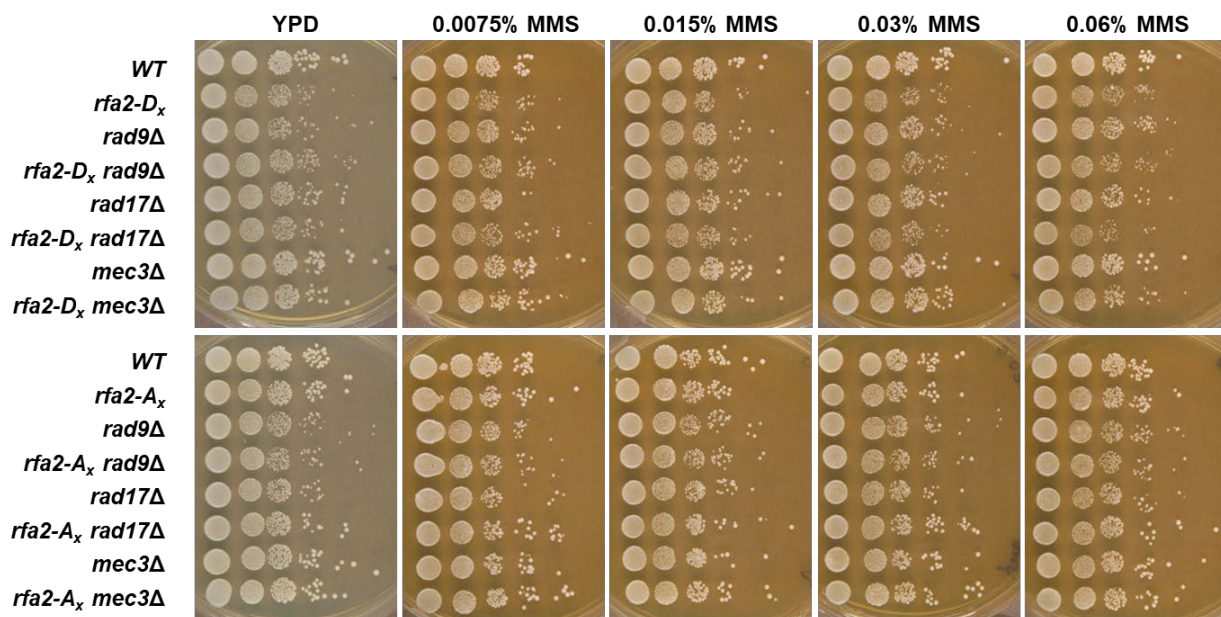 YPD 0.0075% MMS 0.015% MMS 0.03% MMS 0.06% MMS
WT
rfa2-Dx
rad9Δ
rfa2-Dx rad9Δ
rad17Δ
rfa2-Dx rad17Δ
mec3Δ
rfa2-Dx mec3Δ
WT
rfa2-Ax
rad9Δ
rfa2-Ax rad9Δ
rad17Δ
rfa2-Ax rad17Δ
mec3Δ
rfa2-Ax mec3Δ